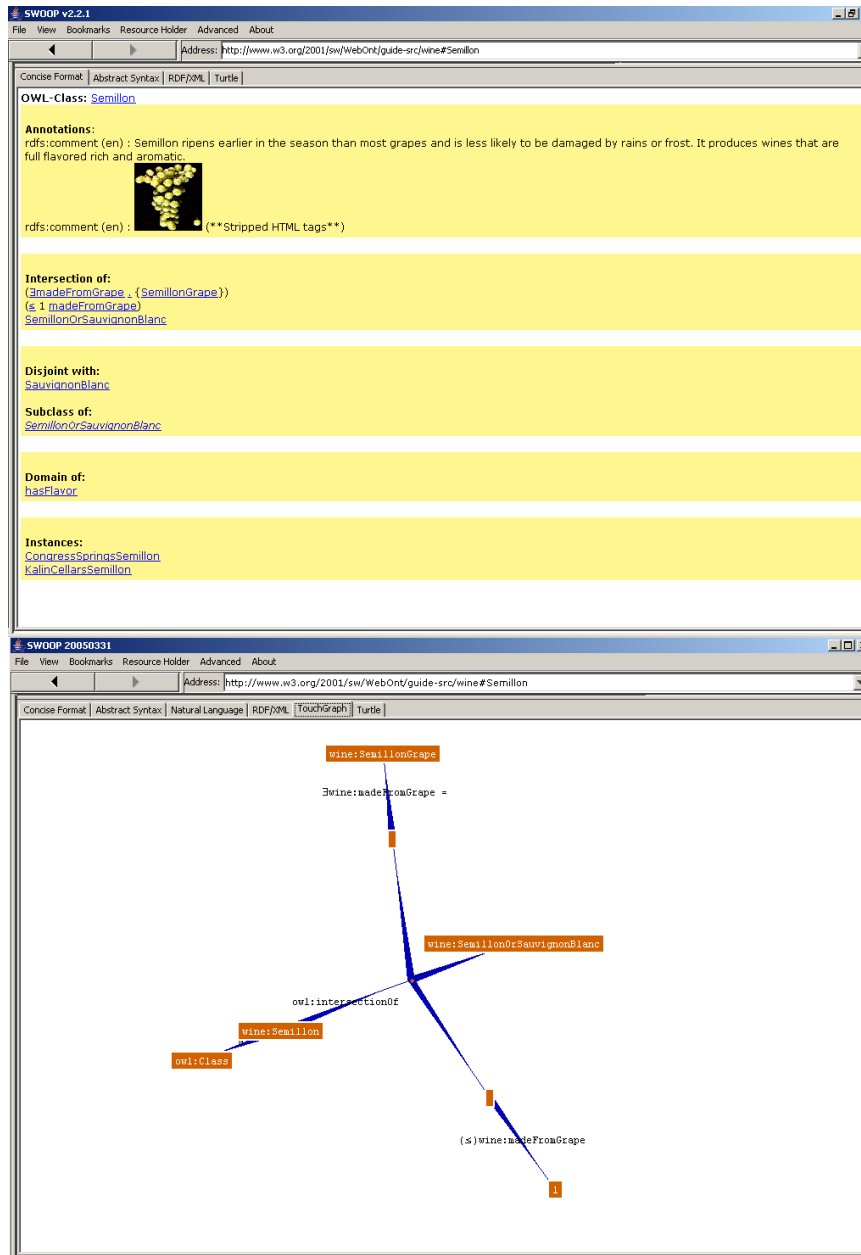 SWOOP v2.2.1
File View Bookmarks Resource Holder Advanced About
Address: http://www.w3.org/2001/sw/WebOnt/guide-src/wine#Semillon
Concise Format Abstract Syntax RDF/XML Turtle
OWL-Class: Semillon
Annotations:
rdfs:comment (en) : Semillon ripens earlier in the season than most grapes and is less likely to be damaged by rains or frost. It produces wines that are
full flavored rich and aromatic.
rdfs:comment (en) : (**Stripped HTML tags**)
Intersection of:
(∃madeFromGrape . {SemillonGrape})
(≤ 1 madeFromGrape)
SemillonOrSauvignonBlanc
Disjoint with:
SauvignonBlanc
Subclass of:
SemillonOrSauvignonBlanc
Domain of:
hasFlavor
Instances:
CongressSpringsSemillon
KalinCellarsSemillon
SWOOP 20050331
File View Bookmarks Resource Holder Advanced About
Address: http://www.w3.org/2001/sw/WebOnt/guide-src/wine#Semillon
Concise Format Abstract Syntax Natural Language RDF/XML TouchGraph Turtle
wine:SemillonGrape
∃wine:madeFromGrape =
wine:SemillonOrSauvignonBlanc
owl:intersectionOf
wine:Semillon
owl:Class
(≤)wine:madeFromGrape
1